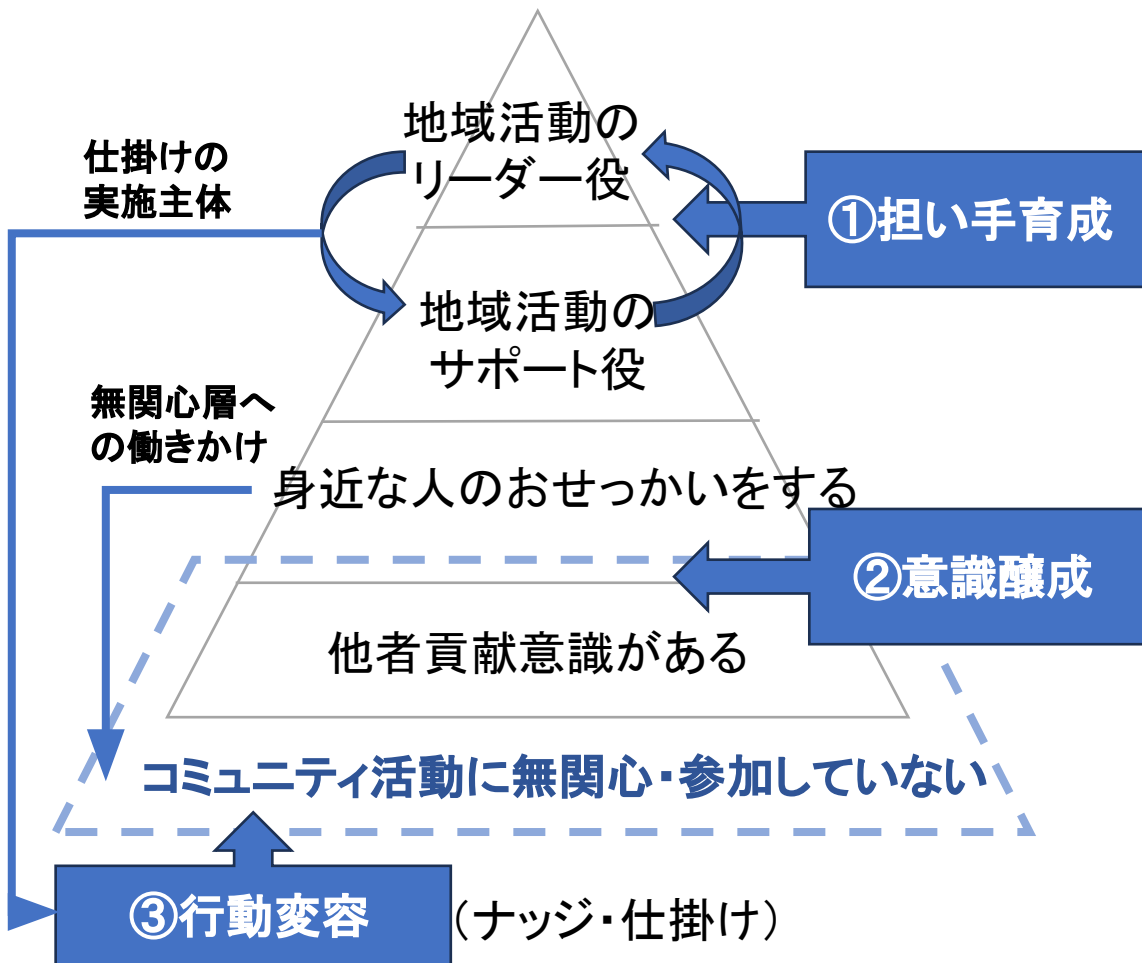 地域活動の
リーダー役
仕掛けの
実施主体
①担い手育成
地域活動の
サポート役
無関心層へ
の働きかけ
身近な人のおせっかいをする
②意識醸成
他者貢献意識がある
コミュニティ活動に無関心・参加していない
③行動変容
（ナッジ・仕掛け）